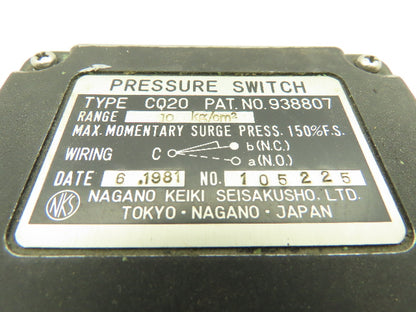 PRESSURE SWITCH
TYPE CQ20 PAT.NO.938807
RANGE 10 kg/cm²
MAX.MOMENTARY SURGE PRESS. 150%F.S.
WIRING C b(N.C.)
a(N.O.)
DATE 6.1981 NO. 105225
NKS NAGANO KEIKI SEISAKUSHO. LTD.
TOKYO·NAGANO·JAPAN